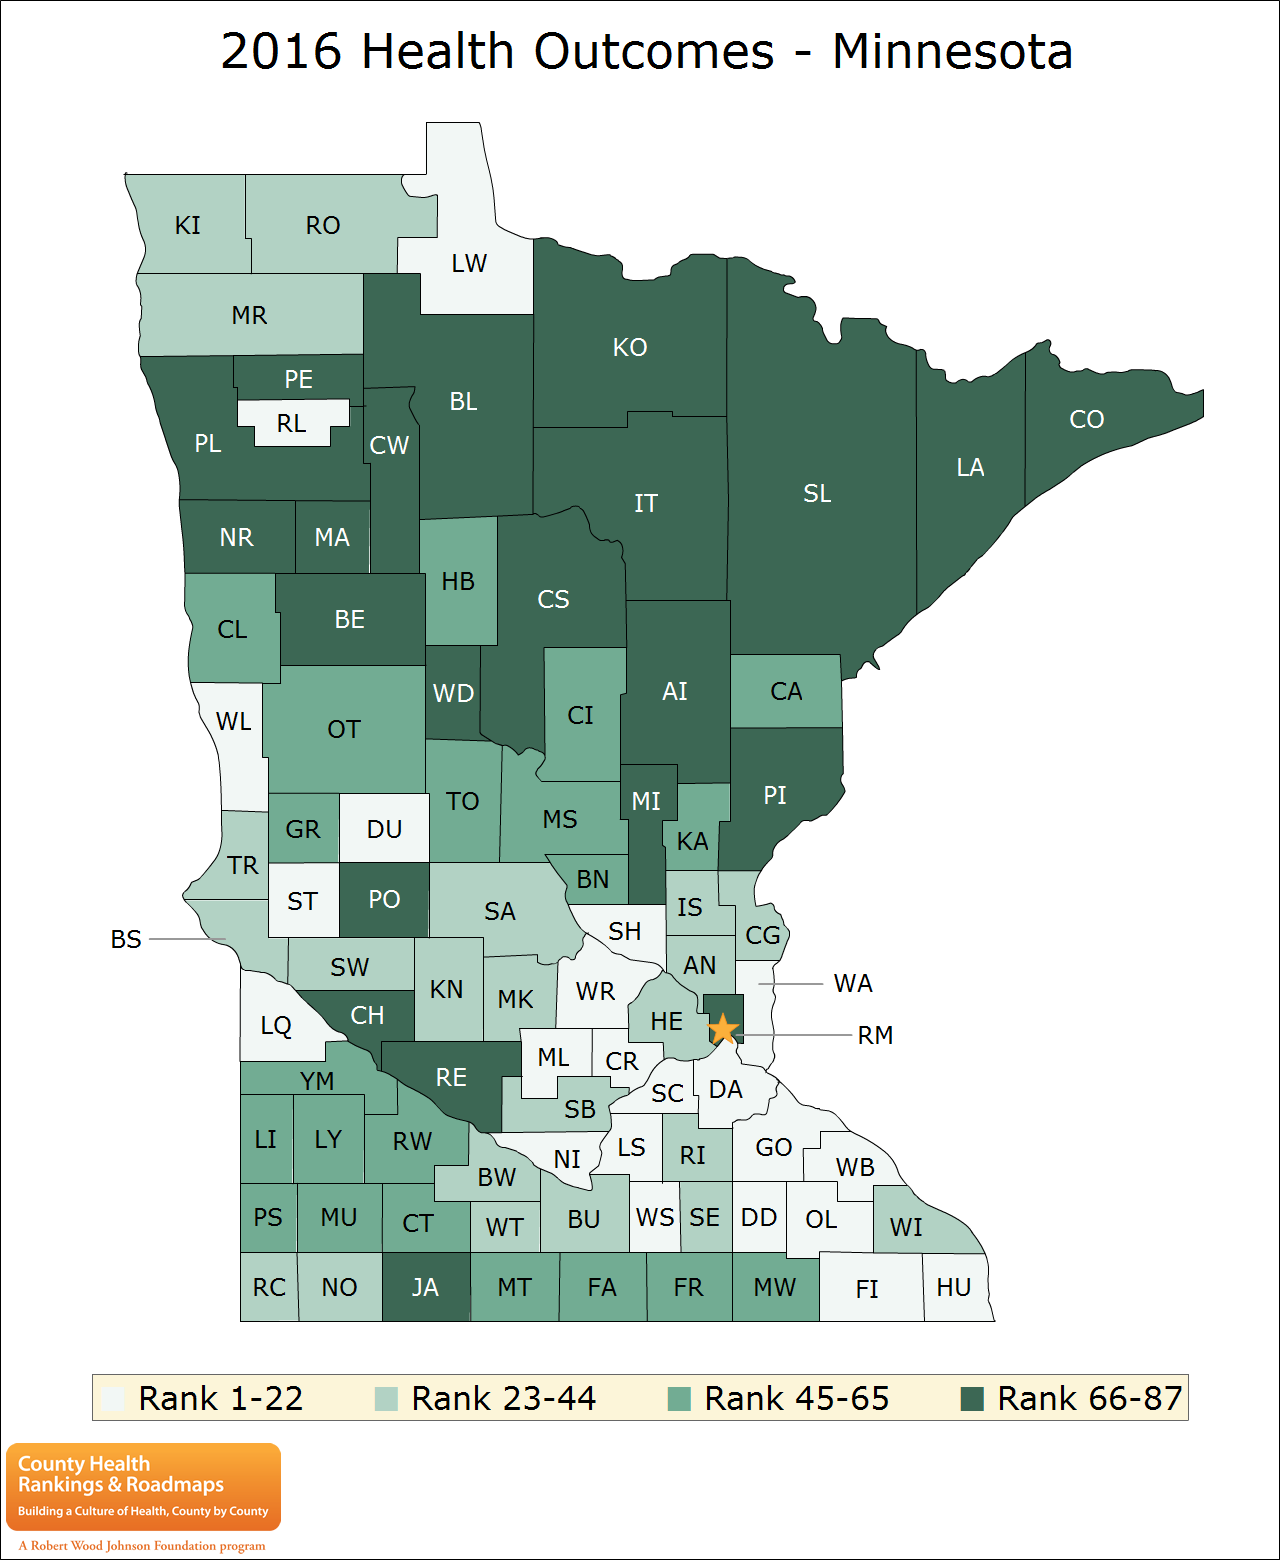 2016 Health Outcomes - Minnesota
KI
RO
LW
MR
KO
PE
BL
CO
RL
PL
CW
LA
SL
IT
NR
MA
HB
CS
BE
CL
WD
AI
CA
WL
CI
OT
PI
TO
MI
MS
GR
DU
KA
TR
BN
ST
PO
SA
IS
SH
CG
BS
SW
AN
WA
KN
WR
MK
CH
HE
LQ
RM
ML
CR
RE
YM
SC
DA
SB
LI
LY
RW
LS
GO
RI
NI
WB
BW
PS
MU
CT
WT
BU
WS
SE
DD
OL
WI
RC
NO
JA
MT
FA
FR
MW
FI
HU
Rank 1-22
Rank 23-44
Rank 45-65
Rank 66-87
County Health
Rankings & Roadmaps
Building a Culture of Health, County by County
A Robert Wood Johnson Foundation program